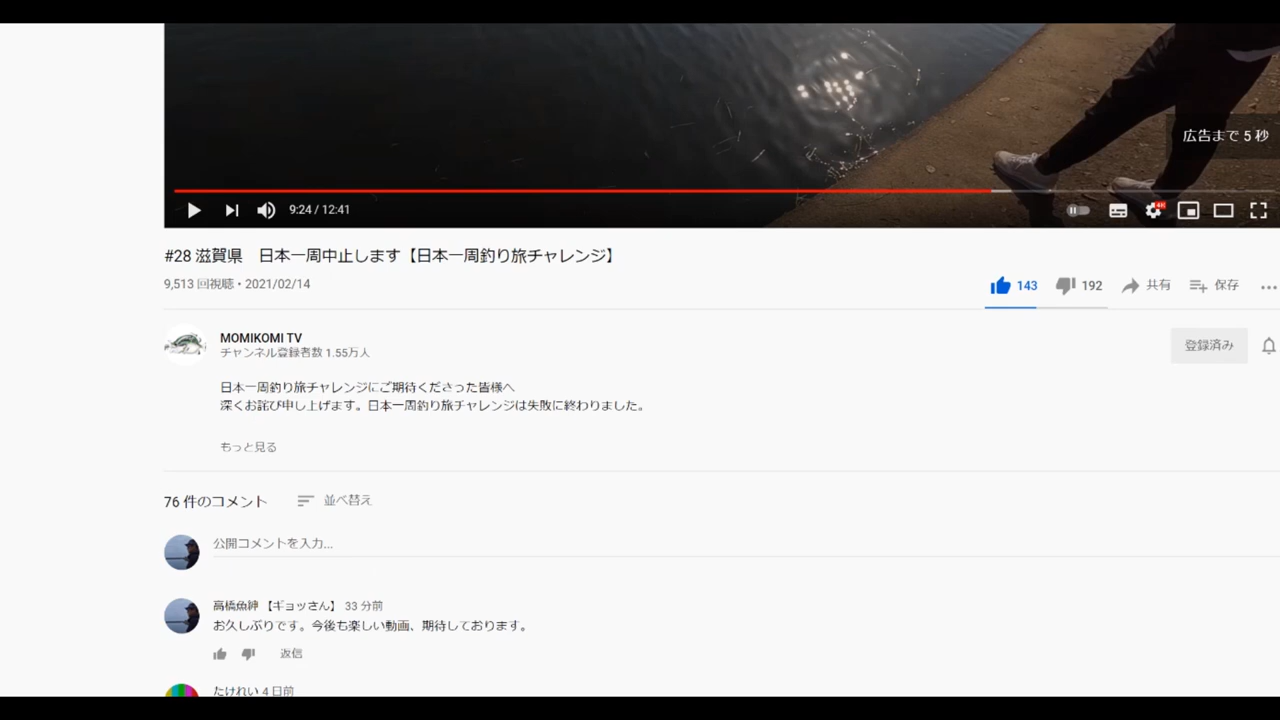 広告まで 5 秒
9:24 / 12:41
4K
#28 滋賀県　日本一周中止します【日本一周釣り旅チャレンジ】
9,513 回視聴・2021/02/14
143
192
共有
保存
MOMIKOMI TV
チャンネル登録者数 1.55万人
登録済み
日本一周釣り旅チャレンジにご期待くださった皆様へ
深くお詫び申し上げます。日本一周釣り旅チャレンジは失敗に終わりました。
もっと見る
76 件のコメント
並べ替え
公開コメントを入力...
高橋魚紳 【ギョッさん】 33 分前
お久しぶりです。今後も楽しい動画、期待しております。
返信
たけれい 4 日前